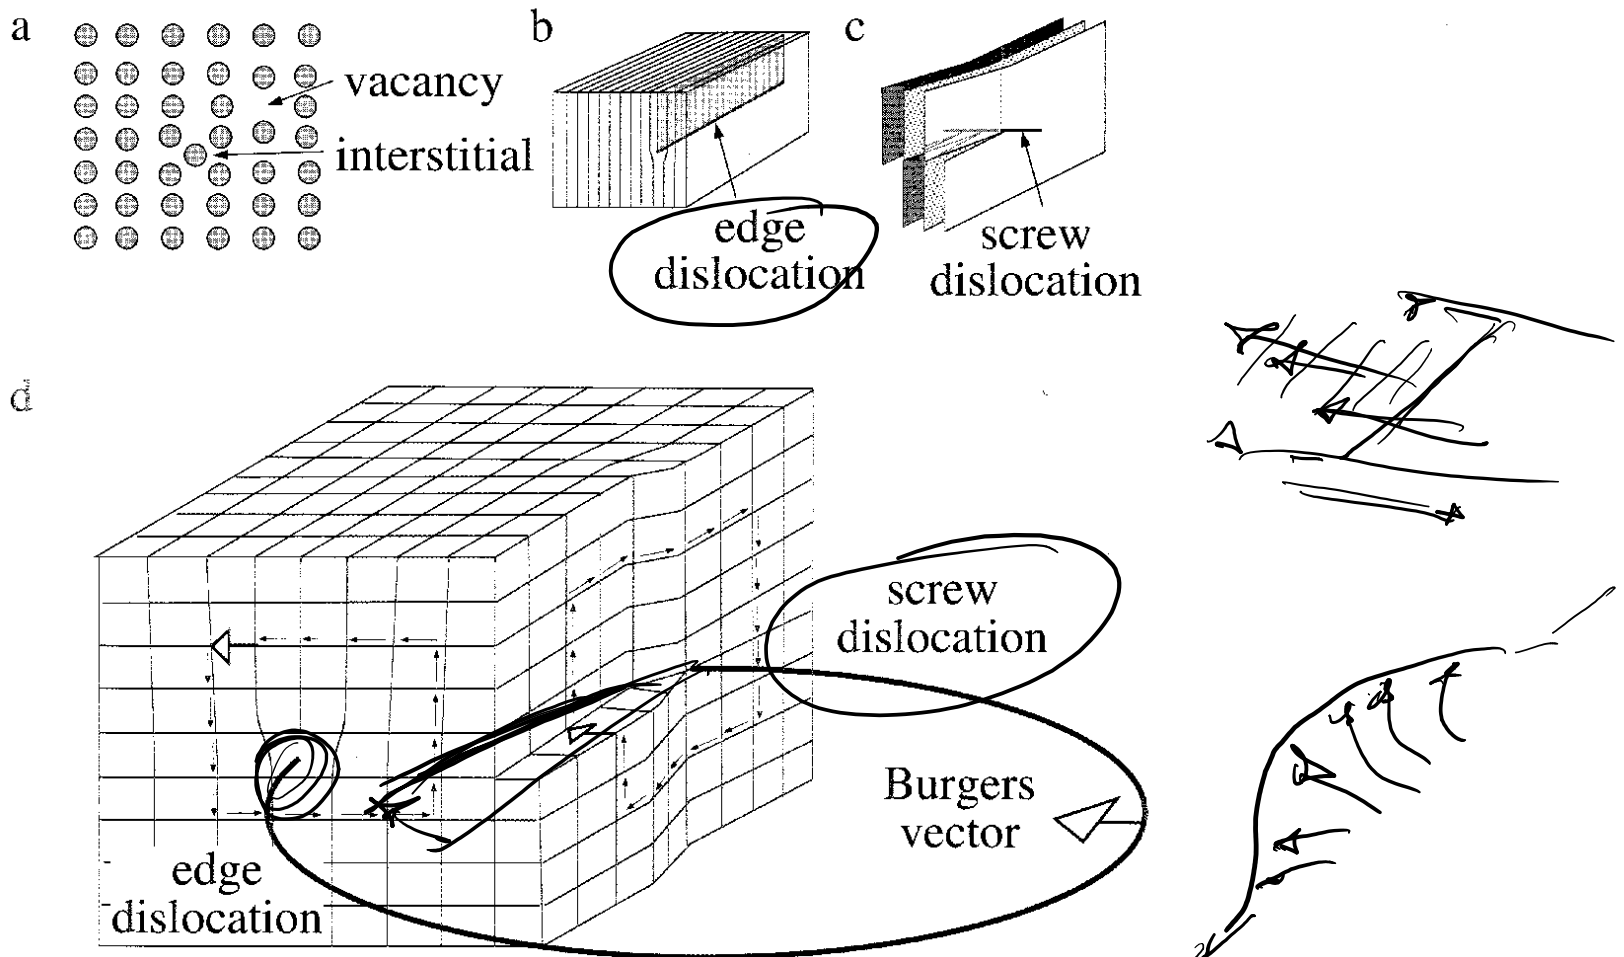 a
b
c
vacancy
interstitial
edge
dislocation
screw
dislocation
d
screw
dislocation
Burgers
vector
edge
dislocation